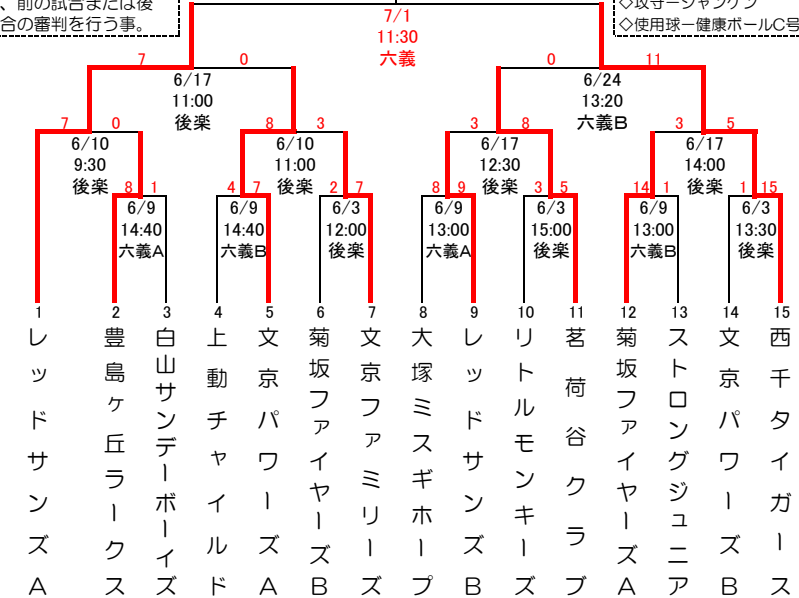 、前の試合または後
合の審判を行う事。
◇攻守－ジャンケン
◇使用球－健康ボールC号
7/1
11:30
六義
7 0
6/17
11:00
後楽
0 11
6/24
13:20
六義B
7 0
6/10
9:30
後楽
8 3
6/10
11:00
後楽
3 8
6/17
12:30
後楽
3 5
6/17
14:00
後楽
8 1
6/9
14:40
六義A
4 7
6/9
14:40
六義B
2 7
6/3
12:00
後楽
8 9
6/9
13:00
六義A
3 5
6/3
15:00
後楽
14 1
6/9
13:00
六義B
1 15
6/3
13:30
後楽
1 2 3 4 5 6 7 8 9 10 11 12 13 14 15
レッドサンズA
豊島ヶ丘ラークス
白山サンデーボーイズ
上動チャイルド
文京パワーズA
菊坂ファイヤーズB
文京ファミリーズ
大塚ミスギホープ
レッドサンズB
リトルモンキーズ
茗荷谷クラブ
菊坂ファイヤーズA
ストロングジュニア
文京パワーズB
西千タイガース